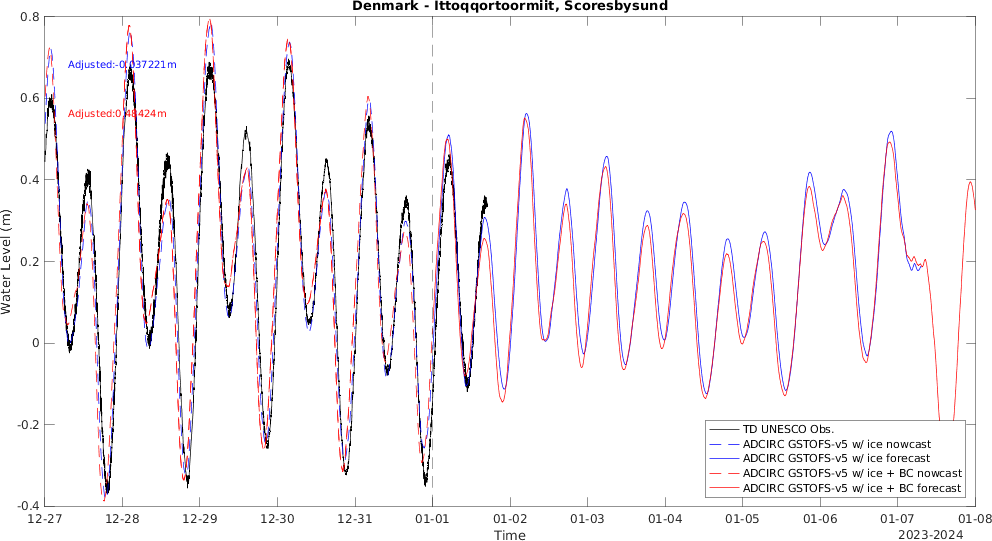 Denmark - Ittoqqortoormiit, Scoresbysund
Water Level (m)
0.8
0.6
0.4
0.2
0
-0.2
-0.4
Adjusted:-0.037221m
Adjusted:0.48424m
TD UNESCO Obs.
ADCIRC GSTOFS-v5 w/ ice nowcast
ADCIRC GSTOFS-v5 w/ ice forecast
ADCIRC GSTOFS-v5 w/ ice + BC nowcast
ADCIRC GSTOFS-v5 w/ ice + BC forecast
12-27 12-28 12-29 12-30 12-31 01-01 01-02 01-03 01-04 01-05 01-06 01-07 01-08
Time
2023-2024